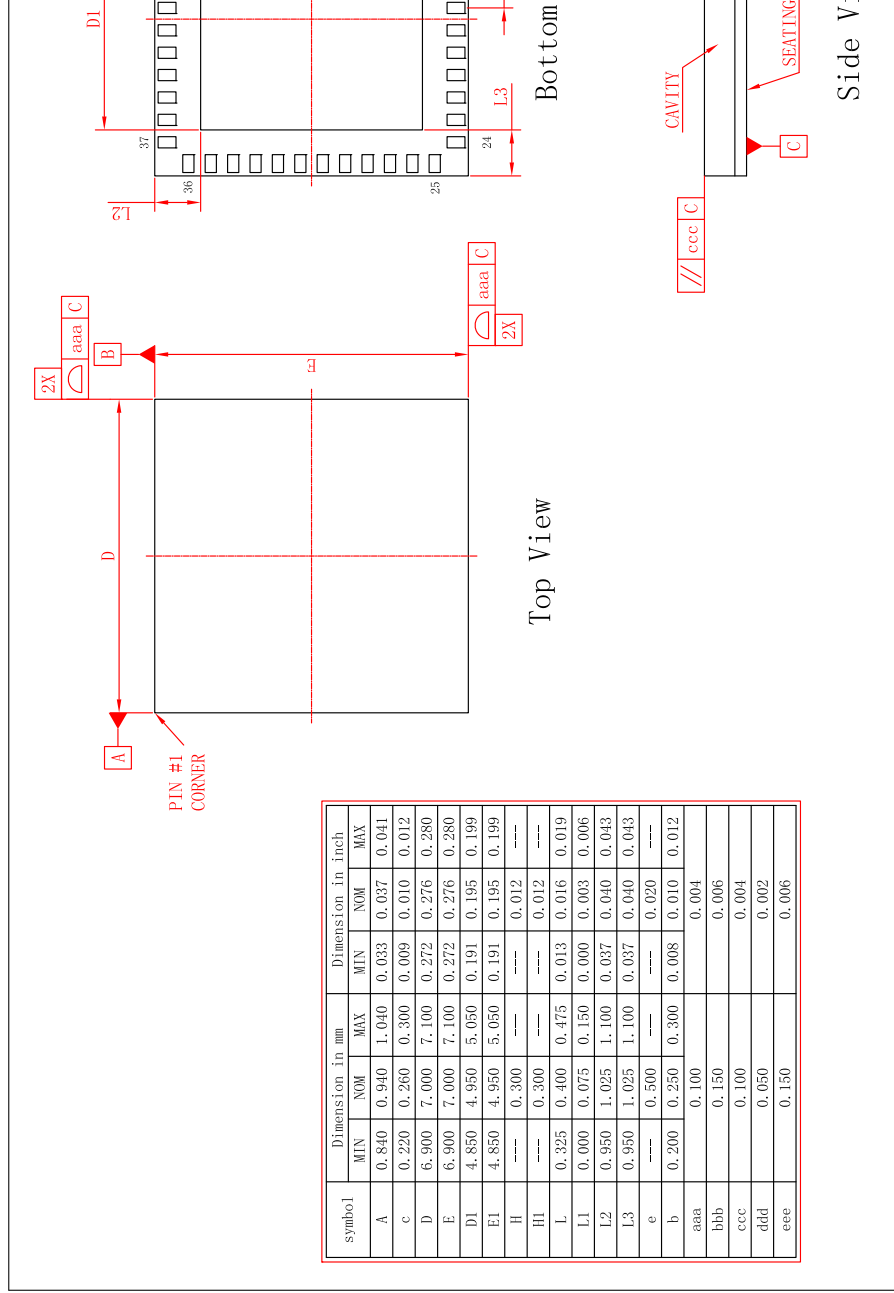 symbol Dimension in mm Dimension in inch
MIN NOM MAX MIN NOM MAX
A 0.840 0.940 1.040 0.033 0.037 0.041
c 0.220 0.260 0.300 0.009 0.010 0.012
D 6.900 7.000 7.100 0.272 0.276 0.280
E 6.900 7.000 7.100 0.272 0.276 0.280
D1 4.850 4.950 5.050 0.191 0.195 0.199
E1 4.850 4.950 5.050 0.191 0.195 0.199
H --- 0.300 --- --- 0.012 ---
H1 --- 0.300 --- --- 0.012 ---
L 0.325 0.400 0.475 0.013 0.016 0.019
L1 0.000 0.075 0.150 0.000 0.003 0.006
L2 0.950 1.025 1.100 0.037 0.040 0.043
L3 0.950 1.025 1.100 0.037 0.040 0.043
e --- 0.500 --- --- 0.020 ---
b 0.200 0.250 0.300 0.008 0.010 0.012
aaa 0.100 0.004
bbb 0.150 0.006
ccc 0.100 0.004
ddd 0.050 0.002
eee 0.150 0.006
A
PIN #1
CORNER
D
2X
aaa C
B
E
aaa C
2X
Top View
L2
36
37
D1
25
24
L3
Bottom
// ccc C
CAVITY
SEATING
C
Side Vi